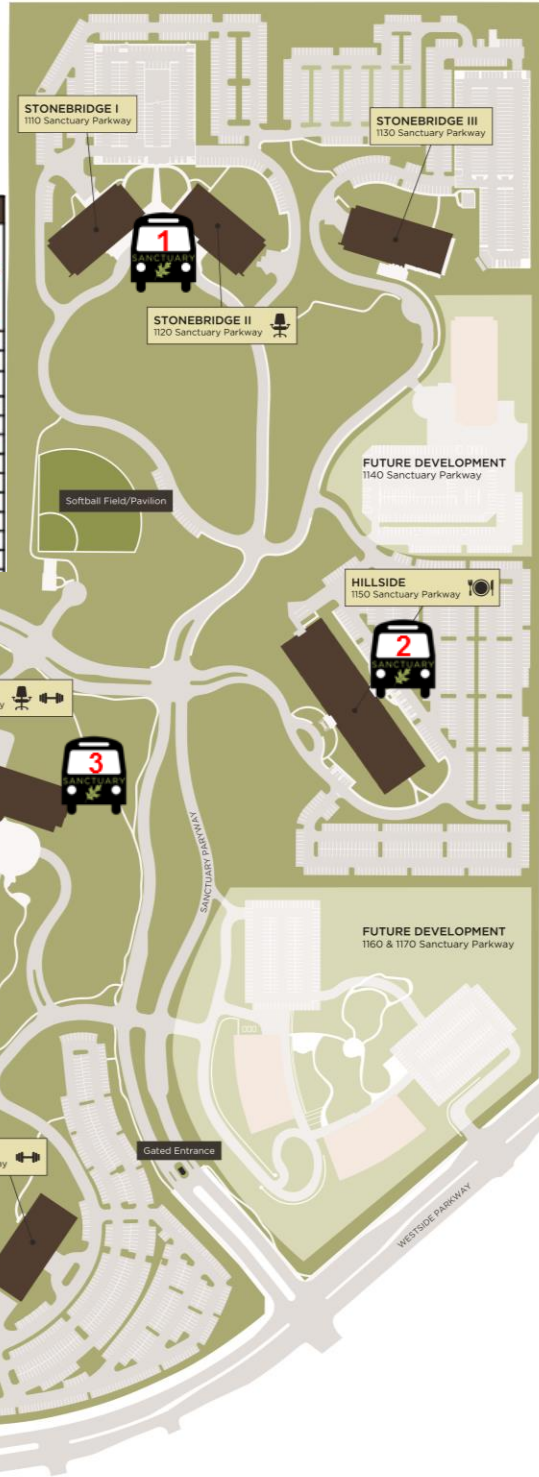 STONEBRIDGE I
1110 Sanctuary Parkway
STONEBRIDGE III
1130 Sanctuary Parkway
1
SANCTUARY
STONEBRIDGE II
1120 Sanctuary Parkway
FUTURE DEVELOPMENT
1140 Sanctuary Parkway
Softball Field/Pavilion
HILLSIDE
1150 Sanctuary Parkway
2
SANCTUARY
3
SANCTUARY
SANCTUARY PARKWAY
FUTURE DEVELOPMENT
1160 & 1170 Sanctuary Parkway
Gated Entrance
WESTSIDE PARKWAY